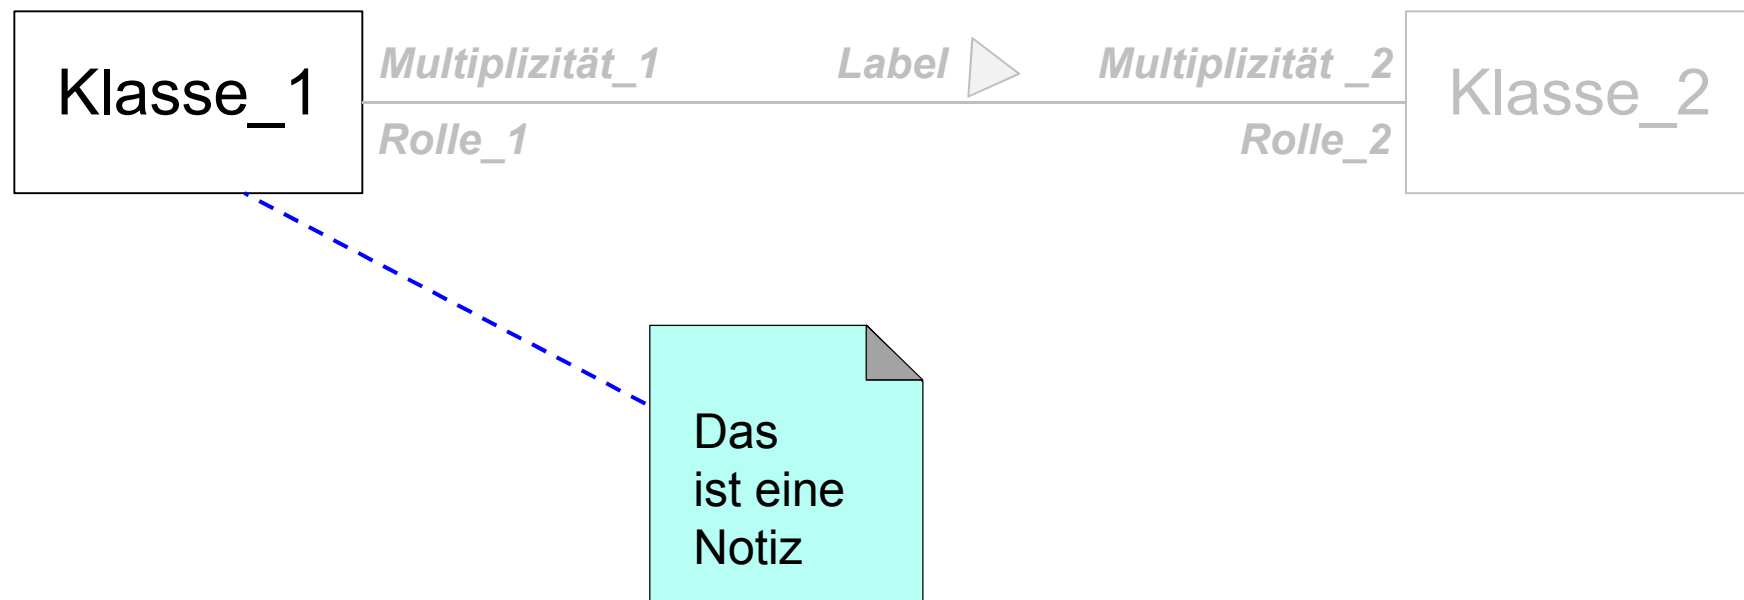 Klasse_1
Multiplizität_1
Label
Multiplizität _2
Klasse_2
Rolle_1
Rolle_2
Das
ist eine
Notiz